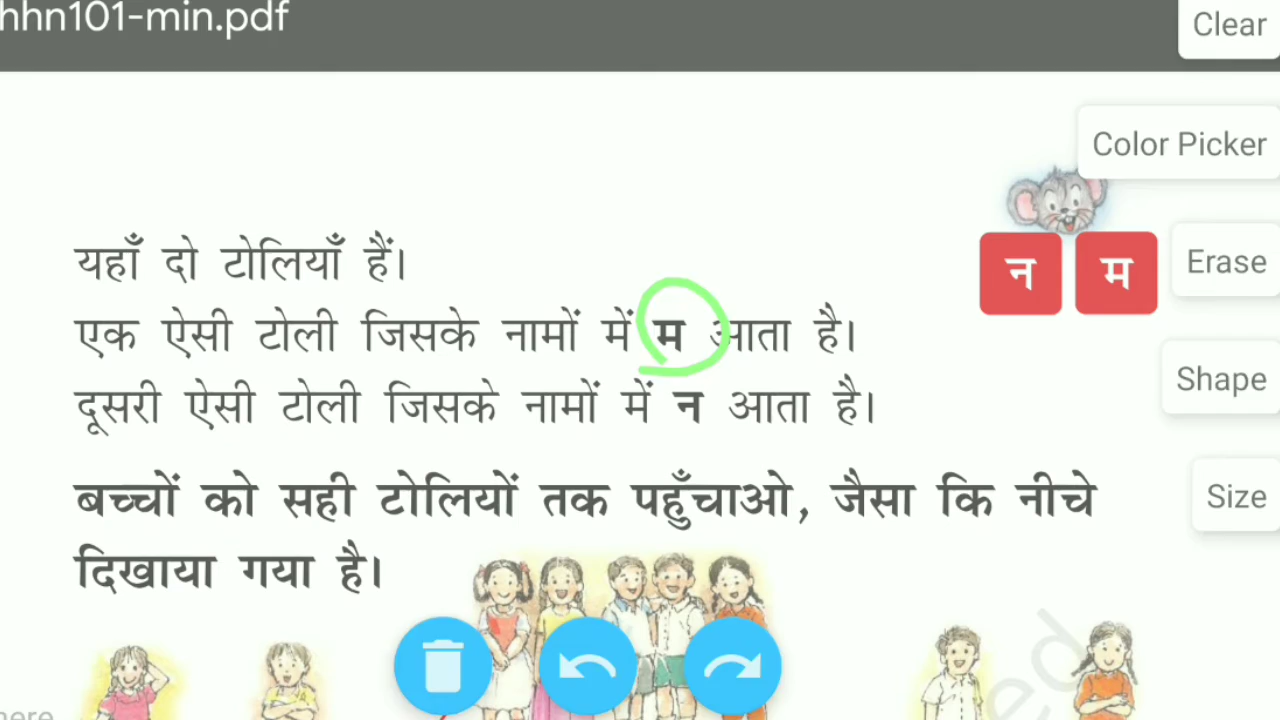 hhn101-min.pdf
Clear
Color Picker
न म
Erase
यहाँ दो टोलियाँ हैं।
एक ऐसी टोली जिसके नामों में म आता है।
Shape
दूसरी ऐसी टोली जिसके नामों में न आता है।
बच्चों को सही टोलियों तक पहुँचाओ, जैसा कि नीचे
Size
दिखाया गया है।